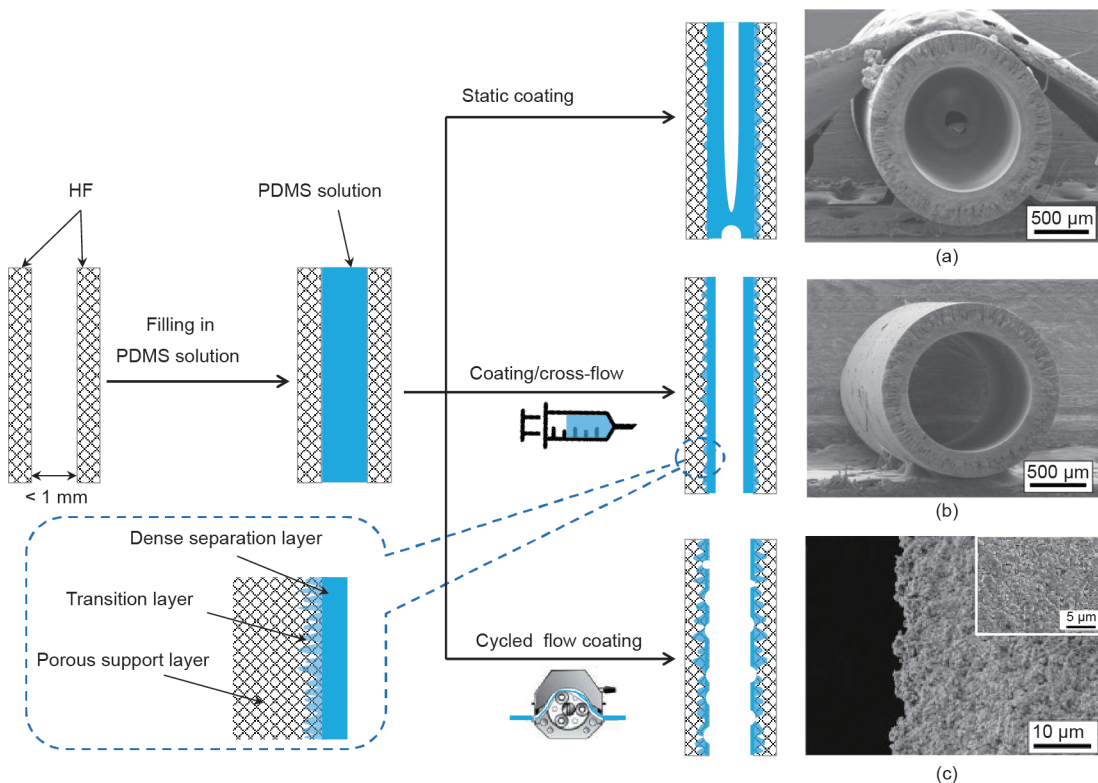 Static coating
500 µm
(a)
HF
PDMS solution
Filling in
PDMS solution
< 1 mm
Coating/cross-flow
500 µm
(b)
Dense separation layer
Transition layer
Porous support layer
Cycled flow coating
5 µm
10 µm
(c)